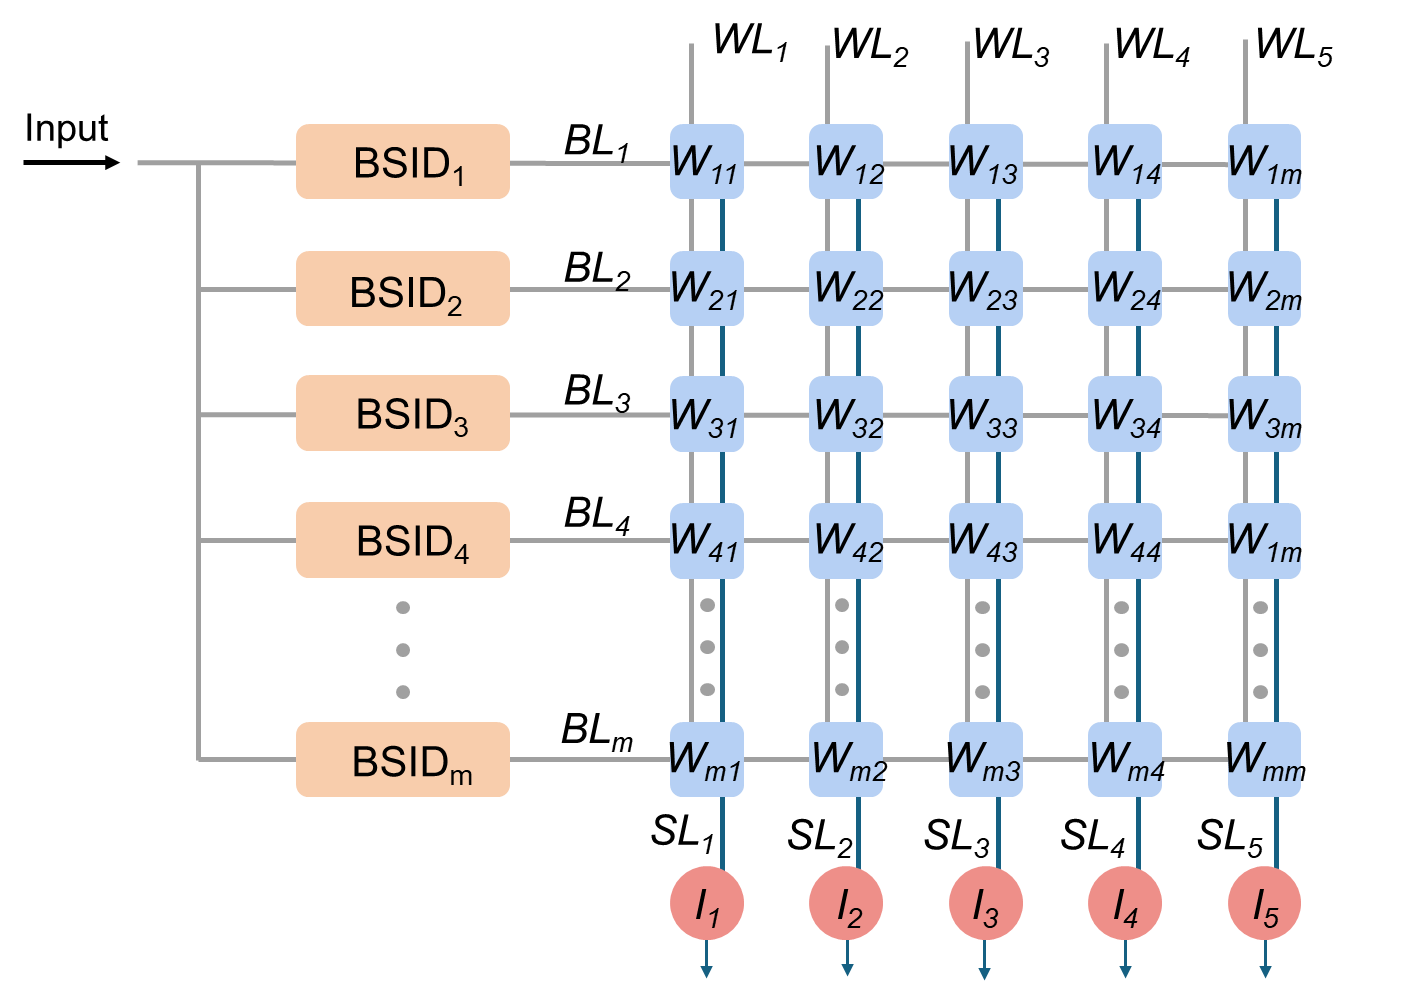 WL1 WL2 WL3 WL4 WL5
Input
BSID1 BL1 W11 W12 W13 W14 W1m
BSID2 BL2 W21 W22 W23 W24 W2m
BSID3 BL3 W31 W32 W33 W34 W3m
BSID4 BL4 W41 W42 W43 W44 W1m
BSIDm BLm Wm1 Wm2 Wm3 Wm4 Wmm
SL1 SL2 SL3 SL4 SL5
I1 I2 I3 I4 I5